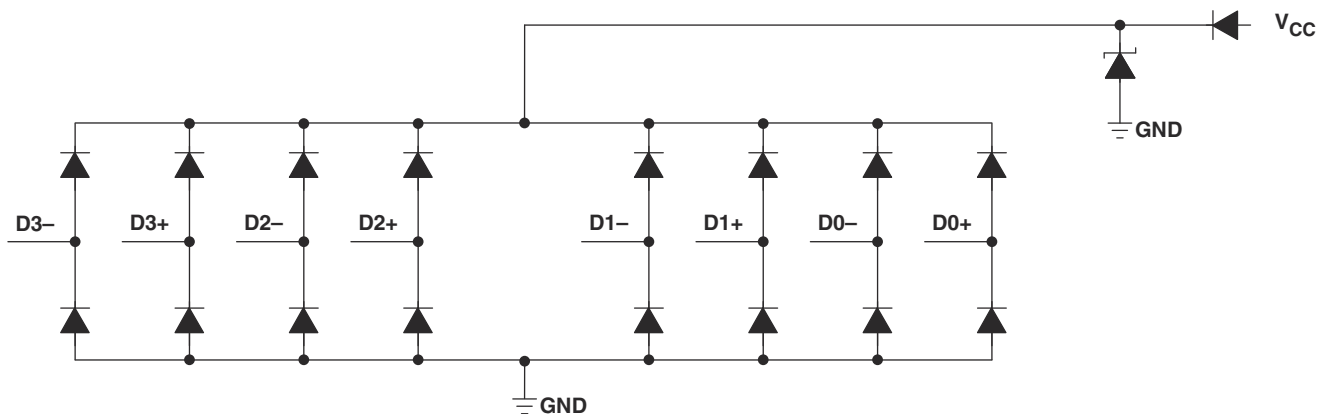 VCC
GND
D3–
D3+
D2–
D2+
D1–
D1+
D0–
D0+
GND